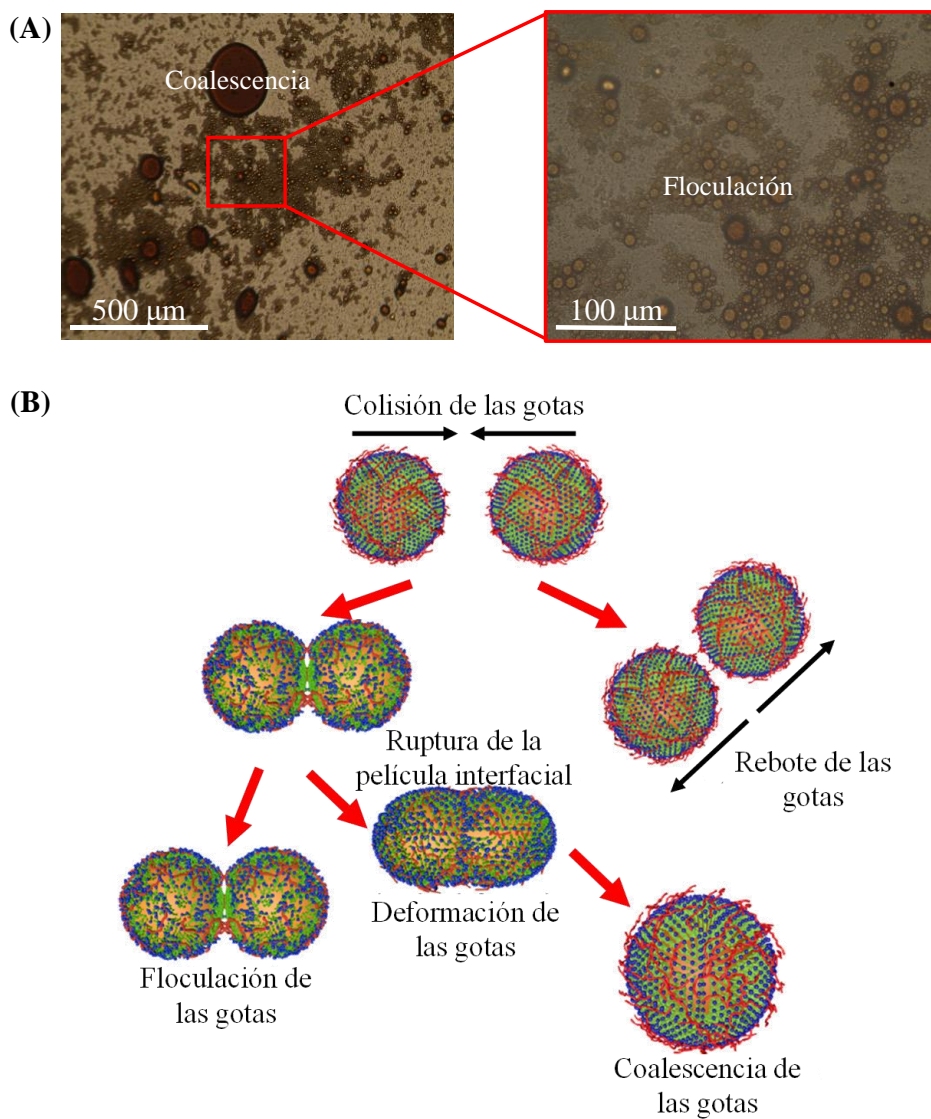 (A)
Coalescencia
500 μm
Floculación
100 μm
(B)
Colisión de las gotas
Rebote de las
gotas
Ruptura de la
película interfacial
Deformación de
las gotas
Floculación de
las gotas
Coalescencia de
las gotas